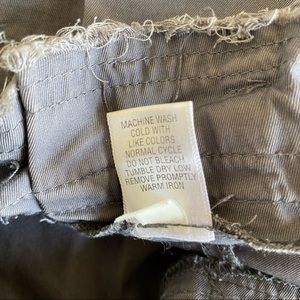 MACHINE WASH
COLD WITH
LIKE COLORS
NORMAL CYCLE
DO NOT BLEACH
TUMBLE DRY LOW
REMOVE PROMPTLY
WARM IRON